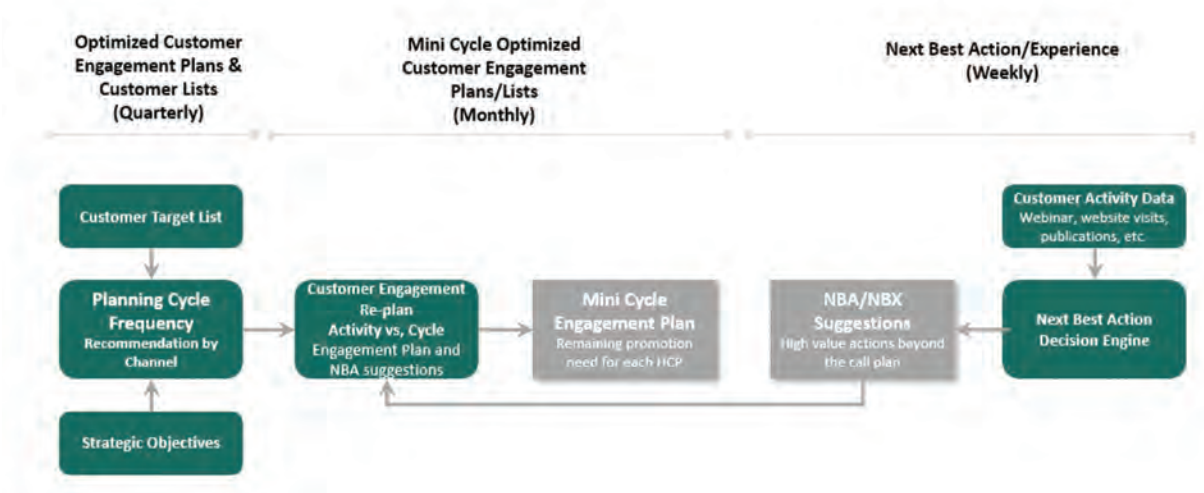 Optimized Customer
Engagement Plans &
Customer Lists
(Quarterly)
Mini Cycle Optimized
Customer Engagement
Plans/Lists
(Monthly)
Next Best Action/Experience
(Weekly)
Customer Target List
Planning Cycle
Frequency
Recommendation by
Channel
Strategic Objectives
Customer Engagement
Re-plan
Activity vs, Cycle
Engagement Plan and
NBA suggestions
Mini Cycle
Engagement Plan
Remaining promotion
need for each HCP
NBA/NBX
Suggestions
High value actions beyond
the call plan
Customer Activity Data
Webinar, website visits,
publications, etc
Next Best Action
Decision Engine